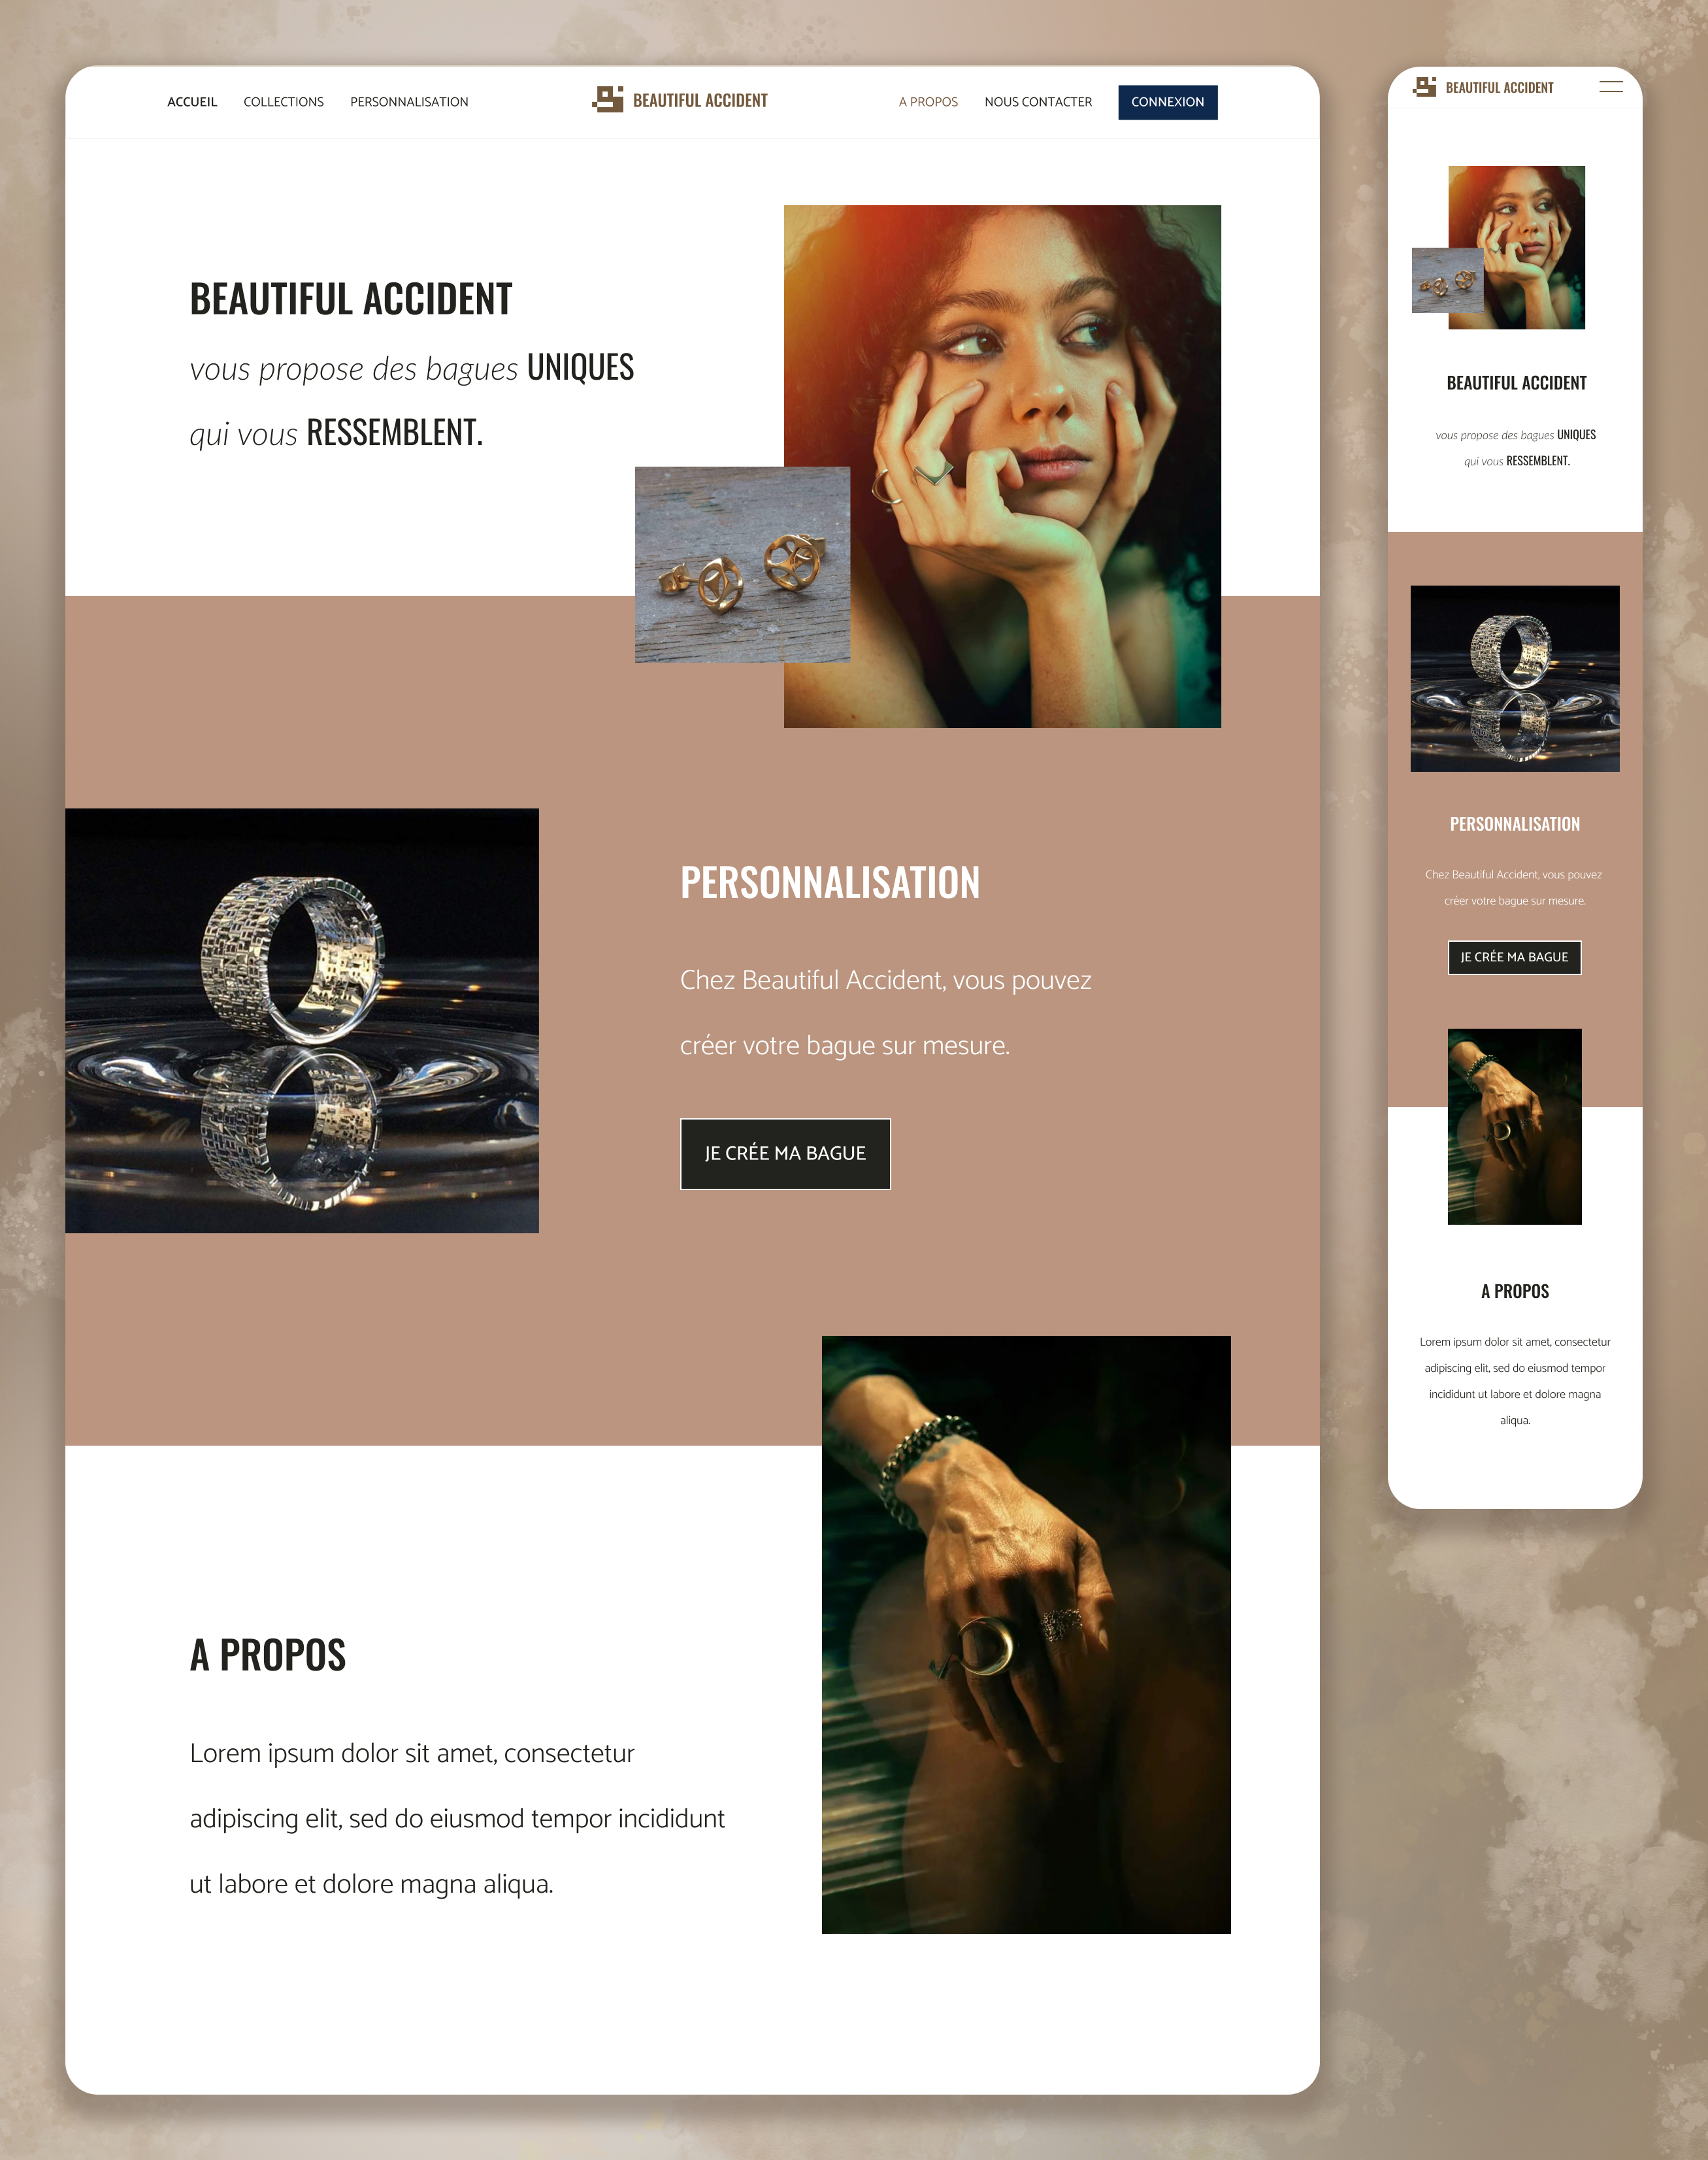 ACCUEIL COLLECTIONS PERSONNALISATION BEAUTIFUL ACCIDENT A PROPOS NOUS CONTACTER CONNEXION
BEAUTIFUL ACCIDENT
vous propose des bagues UNIQUES
qui vous RESSEMBLENT.
PERSONNALISATION
Chez Beautiful Accident, vous pouvez
créer votre bague sur mesure.
JE CRÉE MA BAGUE
A PROPOS
Lorem ipsum dolor sit amet, consectetur
adipiscing elit, sed do eiusmod tempor incididunt
ut labore et dolore magna aliqua.
BEAUTIFUL ACCIDENT
BEAUTIFUL ACCIDENT
vous propose des bagues UNIQUES
qui vous RESSEMBLENT.
PERSONNALISATION
Chez Beautiful Accident, vous pouvez
créer votre bague sur mesure.
JE CRÉE MA BAGUE
A PROPOS
Lorem ipsum dolor sit amet, consectetur
adipiscing elit, sed do eiusmod tempor
incididunt ut labore et dolore magna
aliqua.